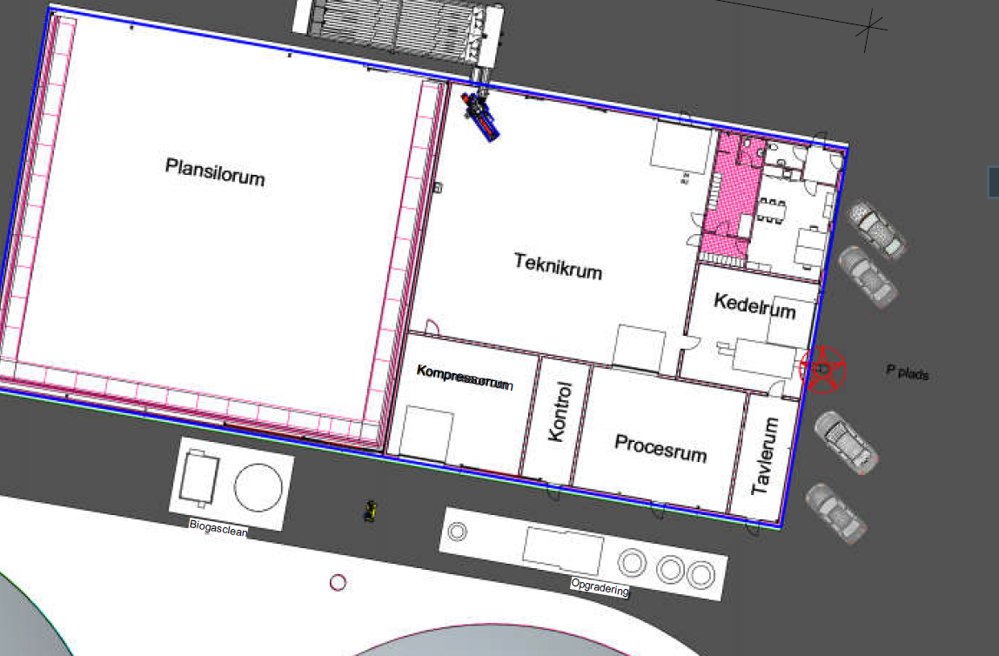 Plansilorum
Teknikrum
Kedelrum
P plads
Kompressorrum
Kontrol
Procesrum
Tavlerum
Biogasclean
Opgradering